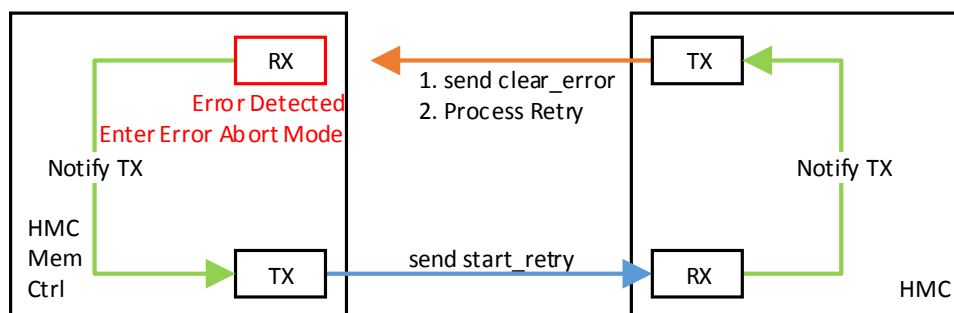 RX
Error Detected
Enter Error Abort Mode
Notify TX
HMC
Mem
Ctrl
TX
1. send clear_error
2. Process Retry
send start_retry
TX
Notify TX
RX
HMC